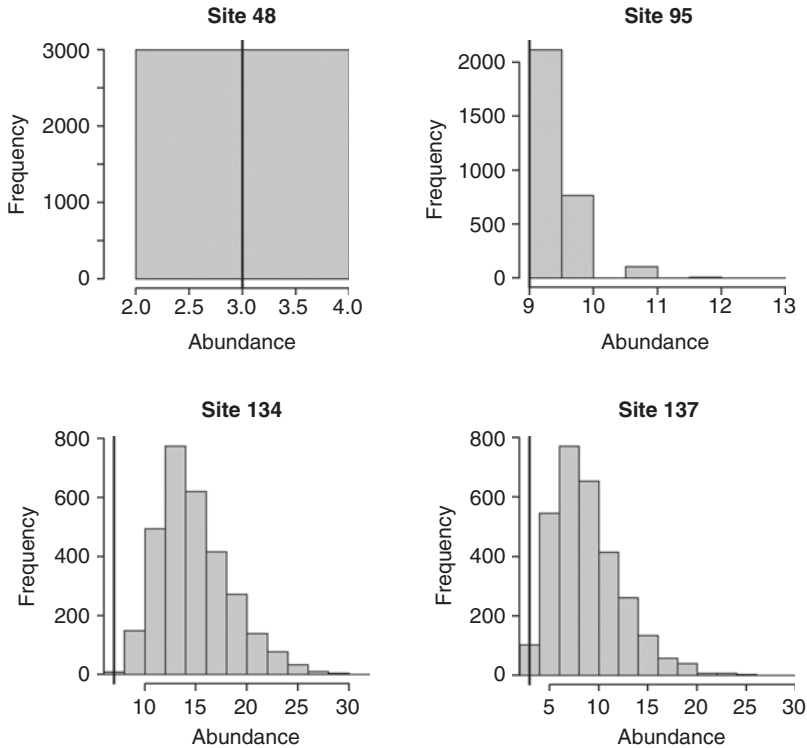 Site 48
Frequency
3000
2000
1000
0
2.0 2.5 3.0 3.5 4.0
Abundance
Site 95
Frequency
2000
1500
1000
500
0
9 10 11 12 13
Abundance
Site 134
Frequency
800
600
400
200
0
10 15 20 25 30
Abundance
Site 137
Frequency
800
600
400
200
0
5 10 15 20 25 30
Abundance